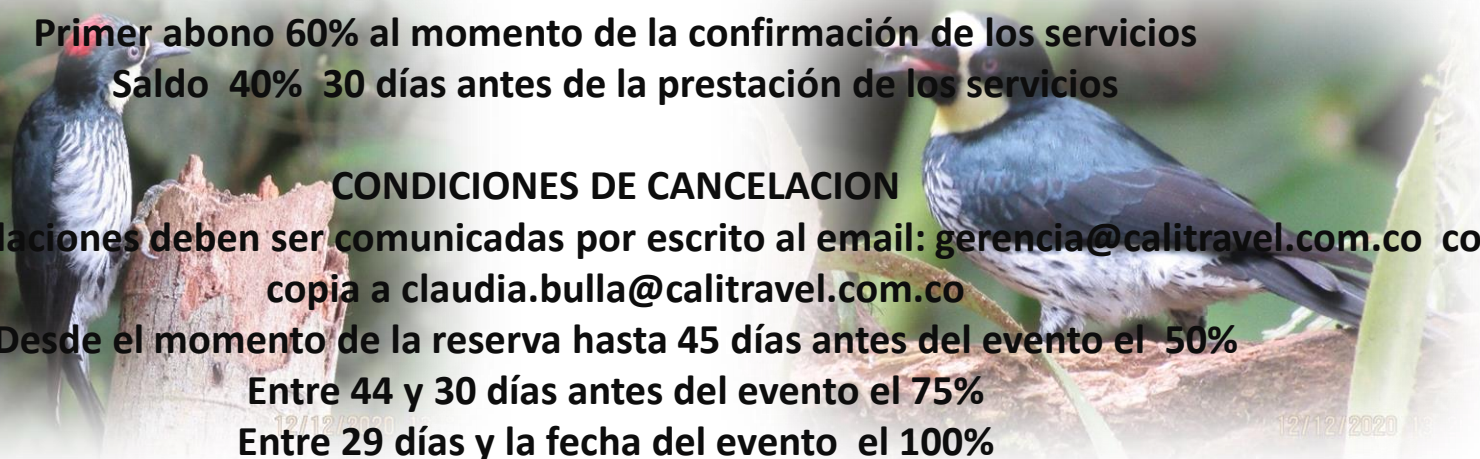 Primer abono 60% al momento de la confirmación de los servicios
Saldo 40% 30 días antes de la prestación de los servicios
CONDICIONES DE CANCELACION
deben ser comunicadas por escrito al email: gerencia@calitravel.com.co
copia a claudia.bulla@calitravel.com.co
Desde el momento de la reserva hasta 45 días antes del evento el 50%
Entre 44 y 30 días antes del evento el 75%
12/12/2020
12/12/2020
Entre 29 días y la fecha del evento el 100%